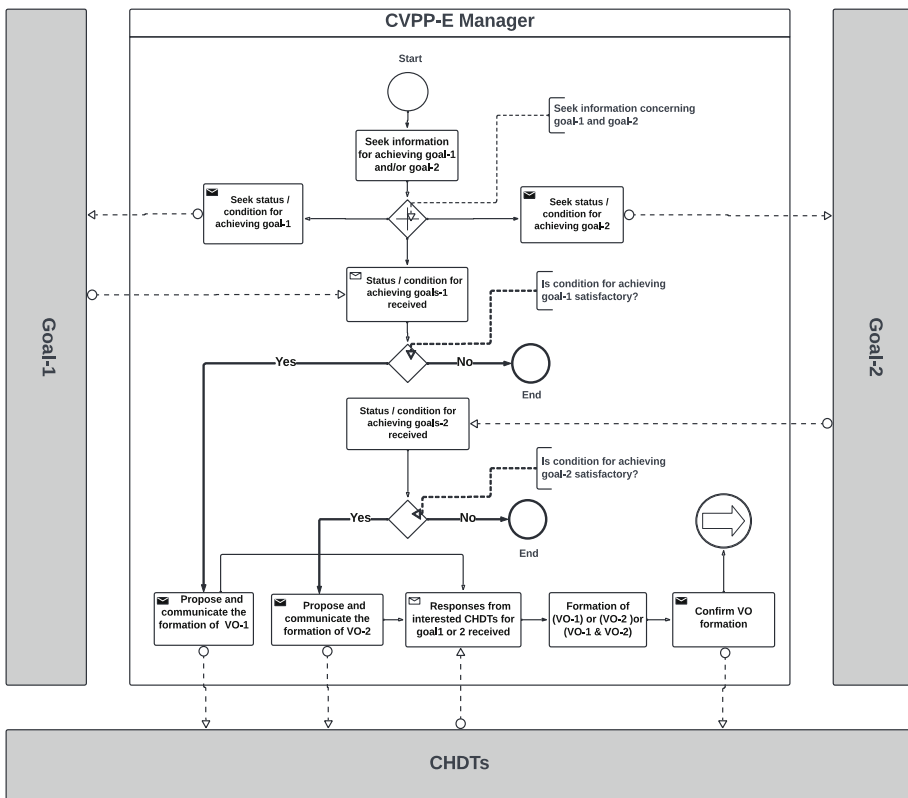 CVPP-E Manager
Start
Seek information concerning
goal-1 and goal-2
Seek information
for achieving goal-1
and/or goal-2
Seek status /
condition for
achieving goal-1
Seek status /
condition for
achieving goal-2
Status / condition for
achieving goals-1
received
Is condition for achieving
goal-1 satisfactory?
Yes
No
End
Goal-1
Goal-2
Status / condition for
achieving goals-2
received
Is condition for achieving
goal-2 satisfactory?
Yes
No
End
Propose and
communicate the
formation of VO-1
Propose and
communicate the
formation of VO-2
Responses from
interested CHDTs for
goal1 or 2 received
Formation of
(VO-1) or (VO-2 )or
(VO-1 & VO-2)
Confirm VO
formation
CHDTs